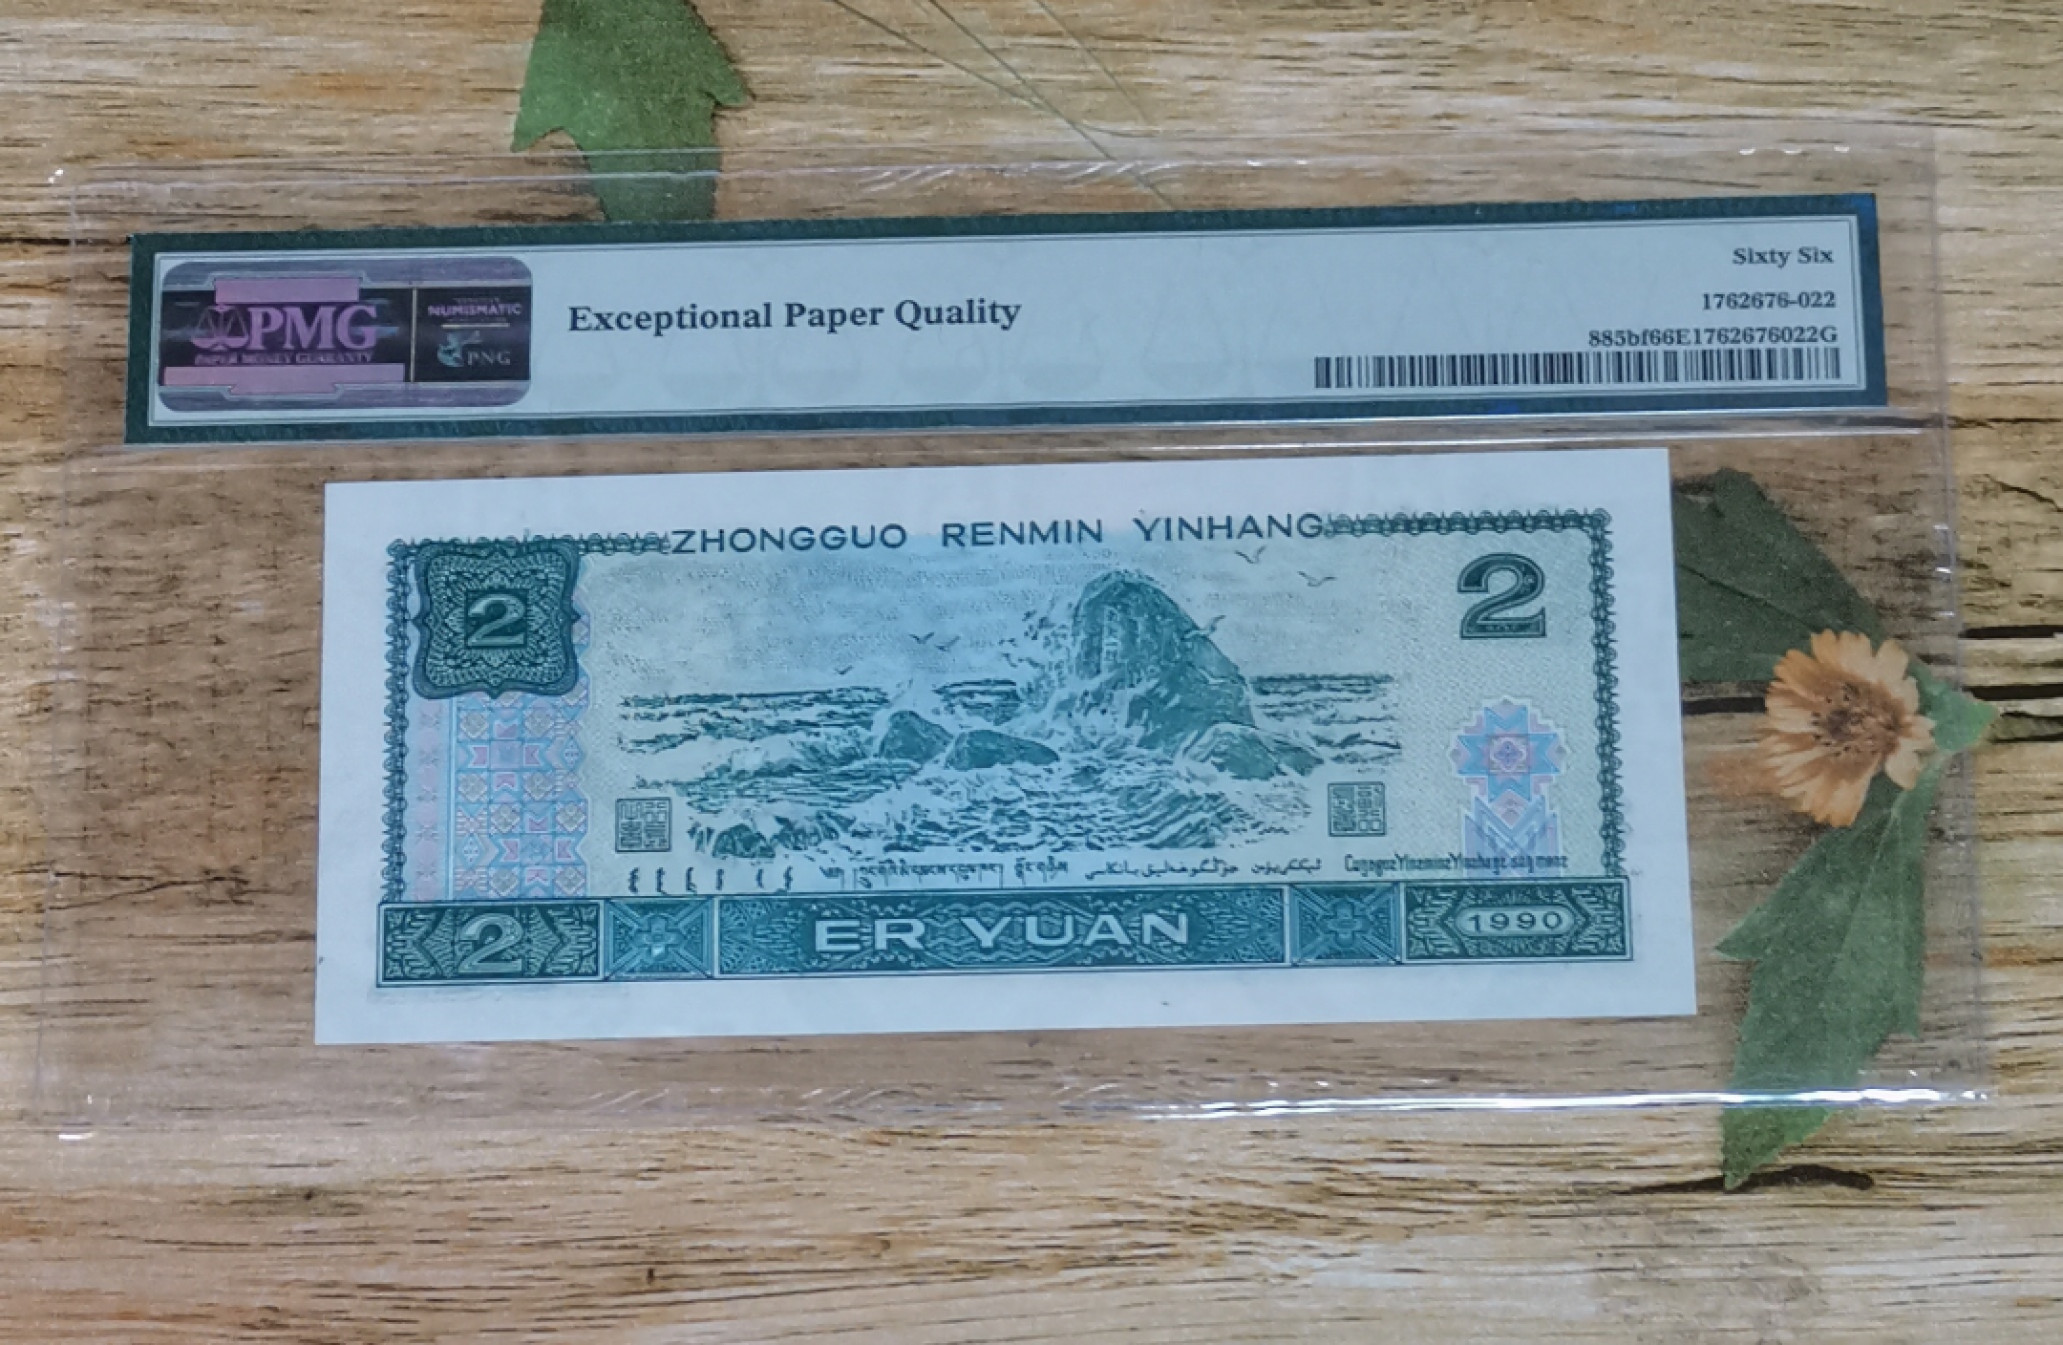 PMG
PAPER MONEY GUARANTY
NUMISMATIC
PNG
Exceptional Paper Quality
Sixty Six
1762676-022
885bf66E1762676022G
ZHONGGUO RENMIN YINHANG
2
2
2
ER YUAN
1990